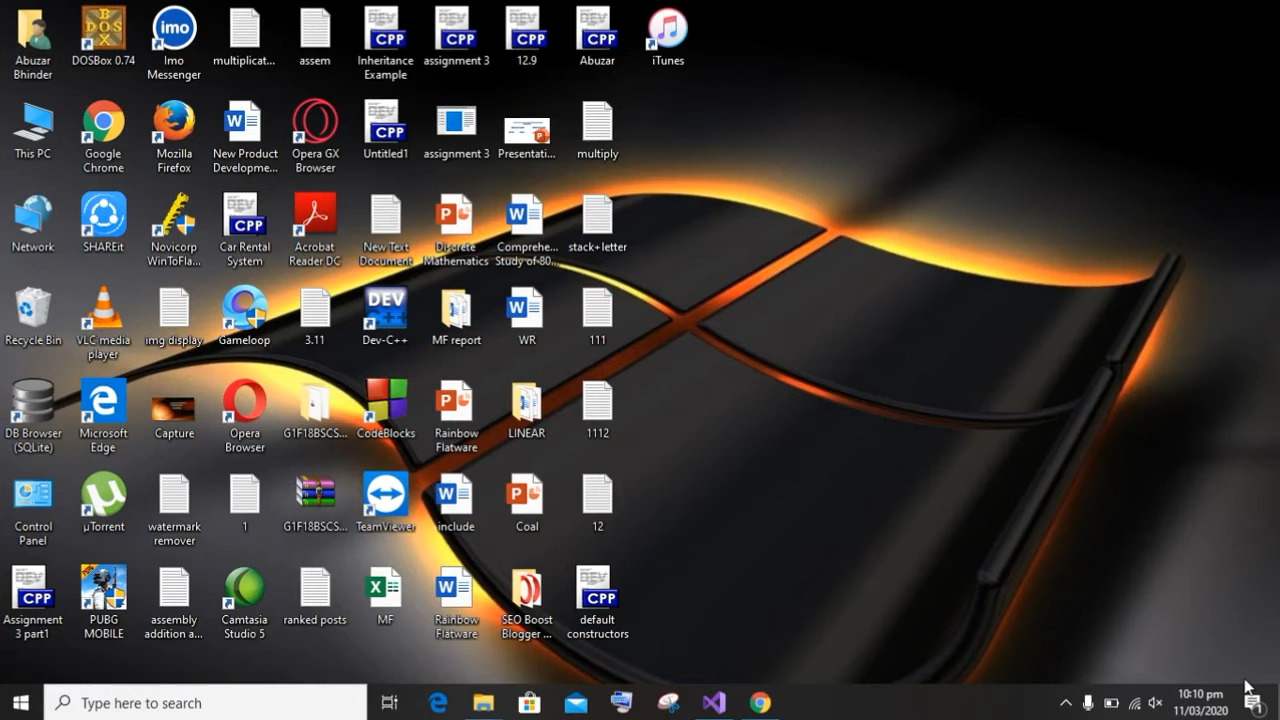 Abuzar
Bhinder
DOSBox 0.74
Imo
Messenger
multiplicat...
assem
Inheritance
Example
assignment 3
12.9
Abuzar
iTunes
This PC
Google
Chrome
Mozilla
Firefox
New Product
Developme...
Opera GX
Browser
Untitled1
assignment 3
Presentati...
multiply
Network
SHAREit
Novicorp
WinToFla...
Car Rental
System
Acrobat
Reader DC
New Text
Document
Discrete
Mathematics
Comprehe...
Study-of-80...
stack+letter
Recycle Bin
VLC media
player
img display
Gameloop
3.11
Dev-C++
MF report
WR
111
DB Browser
(SQLite)
Microsoft
Edge
Capture
Opera
Browser
G1F18BSCS...
CodeBlocks
Rainbow
Flatware
LINEAR
1112
Control
Panel
µTorrent
watermark
remover
1
G1F18BSCS...
TeamViewer
include
Coal
12
Assignment
3 part1
PUBG
MOBILE
assembly
addition a...
Camtasia
Studio 5
ranked posts
MF
Rainbow
Flatware
SEO Boost
Blogger ...
default
constructors
Type here to search
10:10 pm
11/03/2020
1